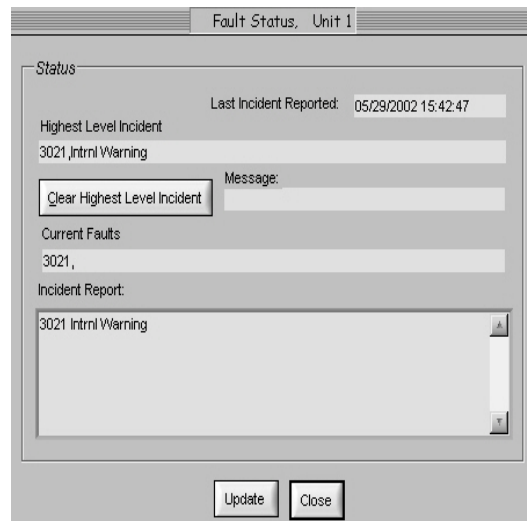 Fault Status, Unit 1
Status
Last Incident Reported: 05/29/2002 15:42:47
Highest Level Incident
3021,Intrnl Warning
Clear Highest Level Incident
Message:
Current Faults
3021,
Incident Report:
3021 Intrnl Warning
Update Close